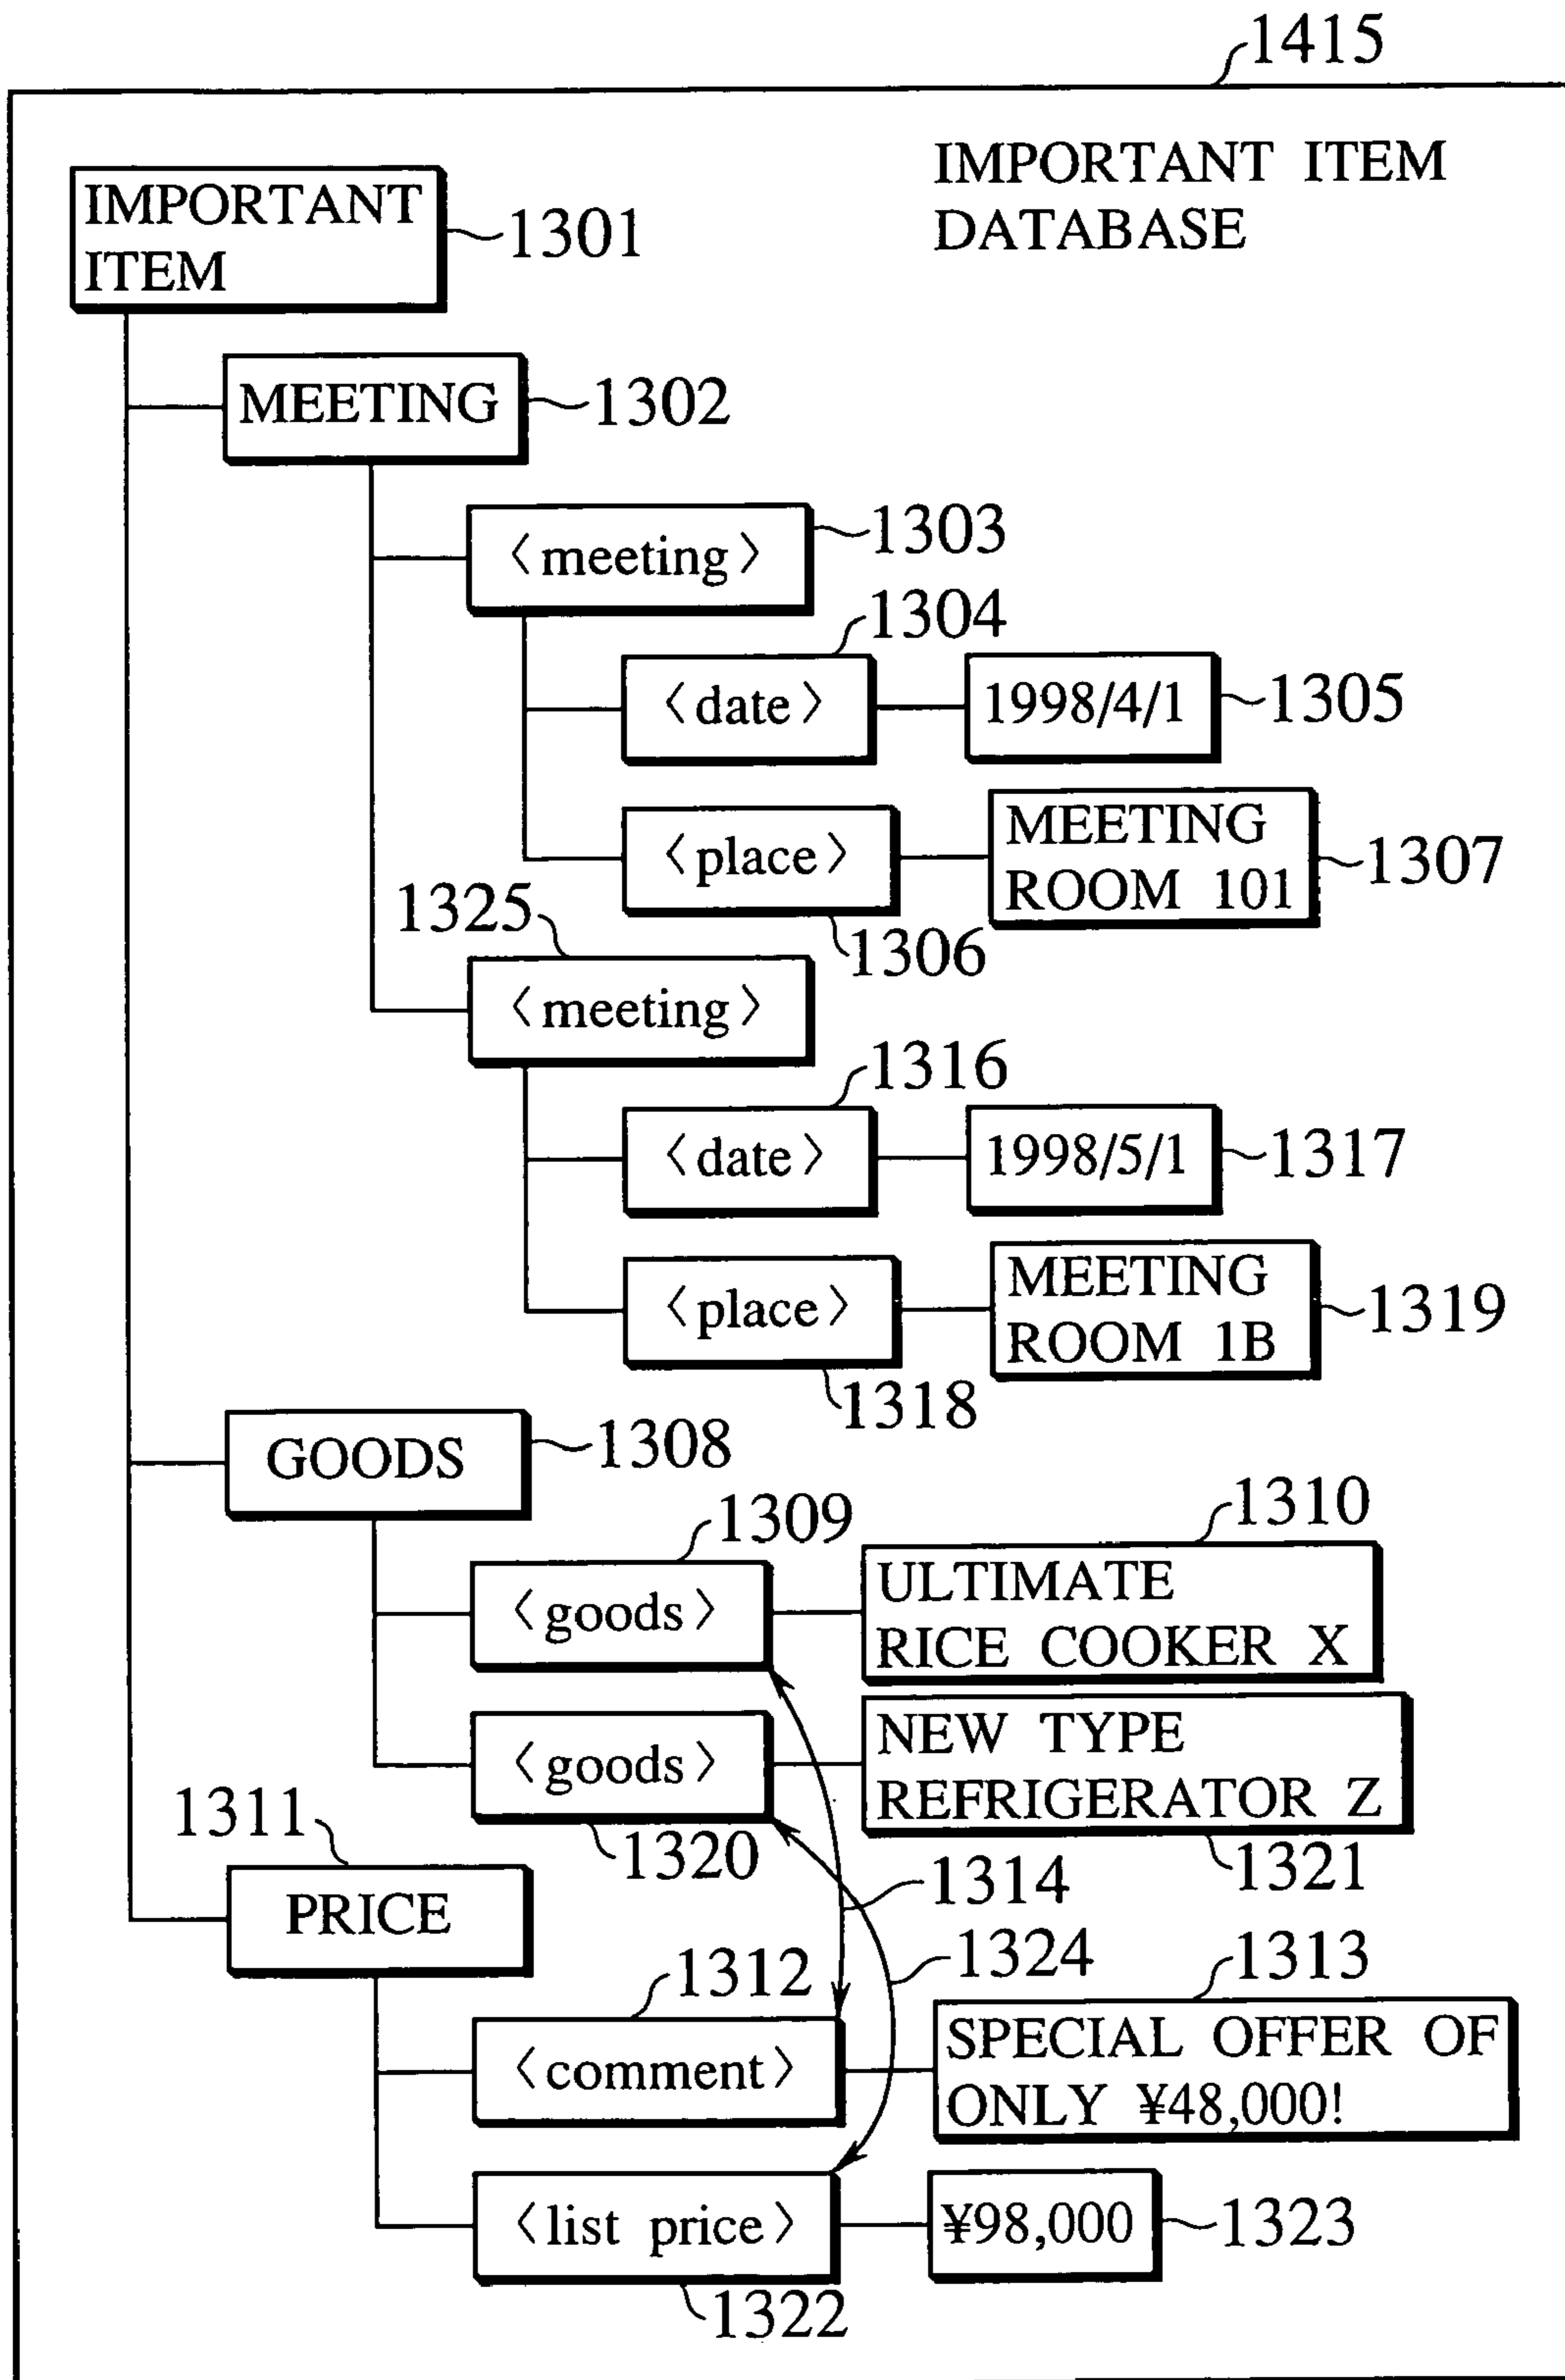 1415
IMPORTANT ITEM
DATABASE
IMPORTANT
ITEM
1301
MEETING
1302
〈meeting〉
1303
1304
〈date〉
1998/4/1
1305
〈place〉
MEETING
ROOM 101
1307
1306
1325
〈meeting〉
1316
〈date〉
1998/5/1
1317
〈place〉
MEETING
ROOM 1B
1319
1318
GOODS
1308
1309
〈goods〉
1310
ULTIMATE
RICE COOKER X
〈goods〉
1320
NEW TYPE
REFRIGERATOR Z
1321
1311
PRICE
1314
1324
1312
〈comment〉
1313
SPECIAL OFFER OF
ONLY ¥48,000!
〈list price〉
1322
¥98,000
1323